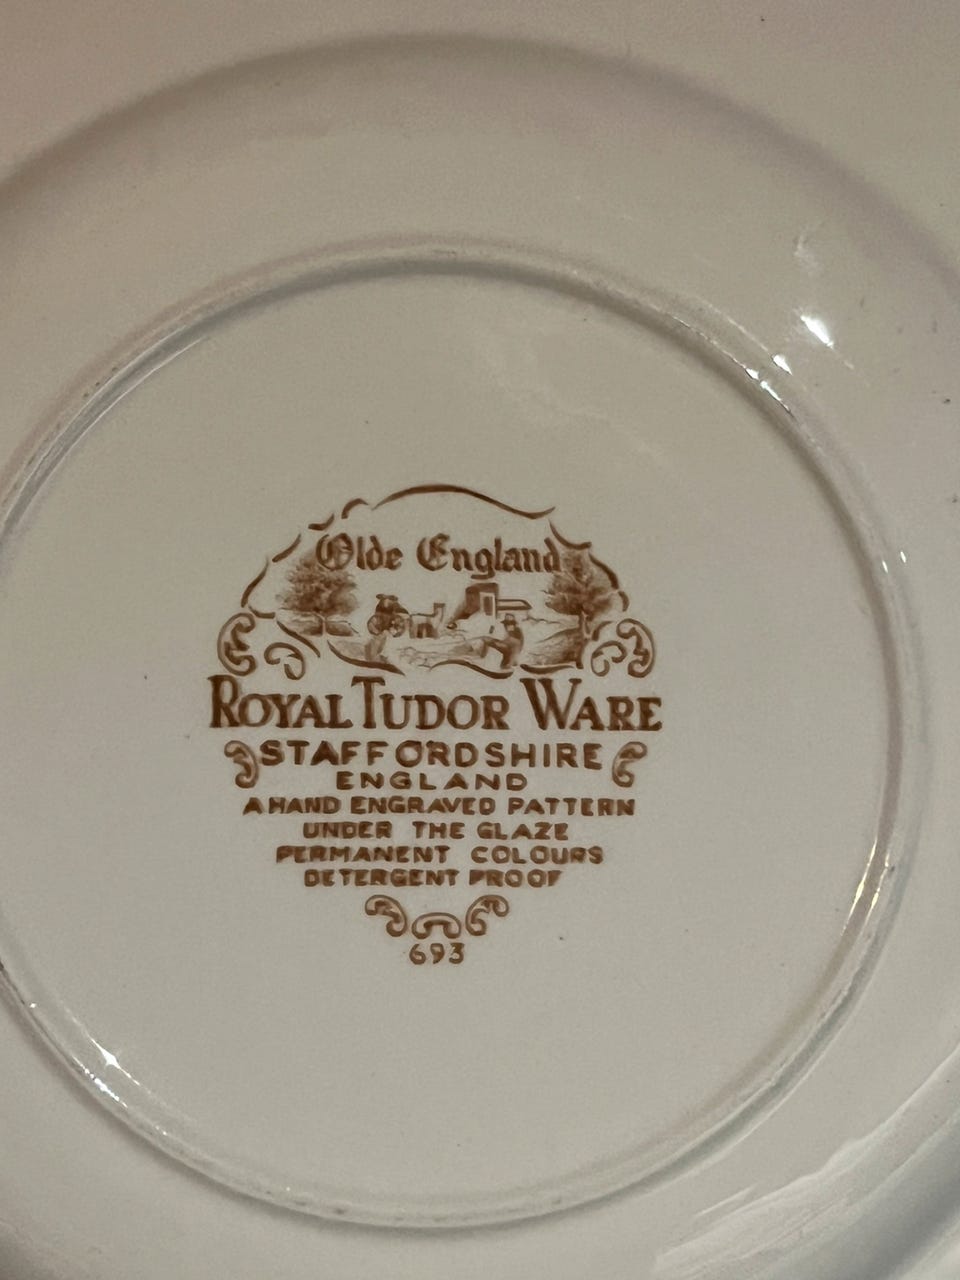 Olde England
ROYAL TUDOR WARE
STAFFORDSHIRE
ENGLAND
A HAND ENGRAVED PATTERN
UNDER THE GLAZE
PERMANENT COLOURS
DETERGENT PROOF
693